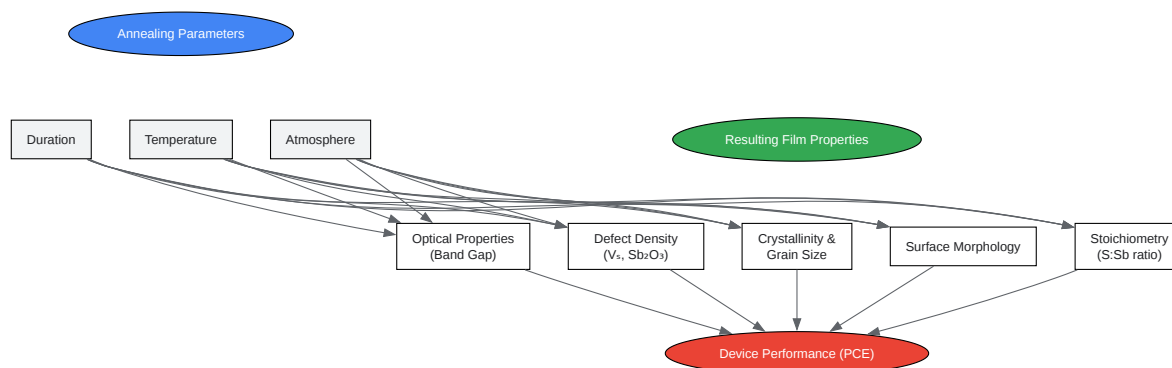 Annealing Parameters
Duration
Temperature
Atmosphere
Resulting Film Properties
Optical Properties
(Band Gap)
Defect Density
(Vₛ, Sb₂O₃)
Crystallinity &
Grain Size
Surface Morphology
Stoichiometry
(S:Sb ratio)
Device Performance (PCE)